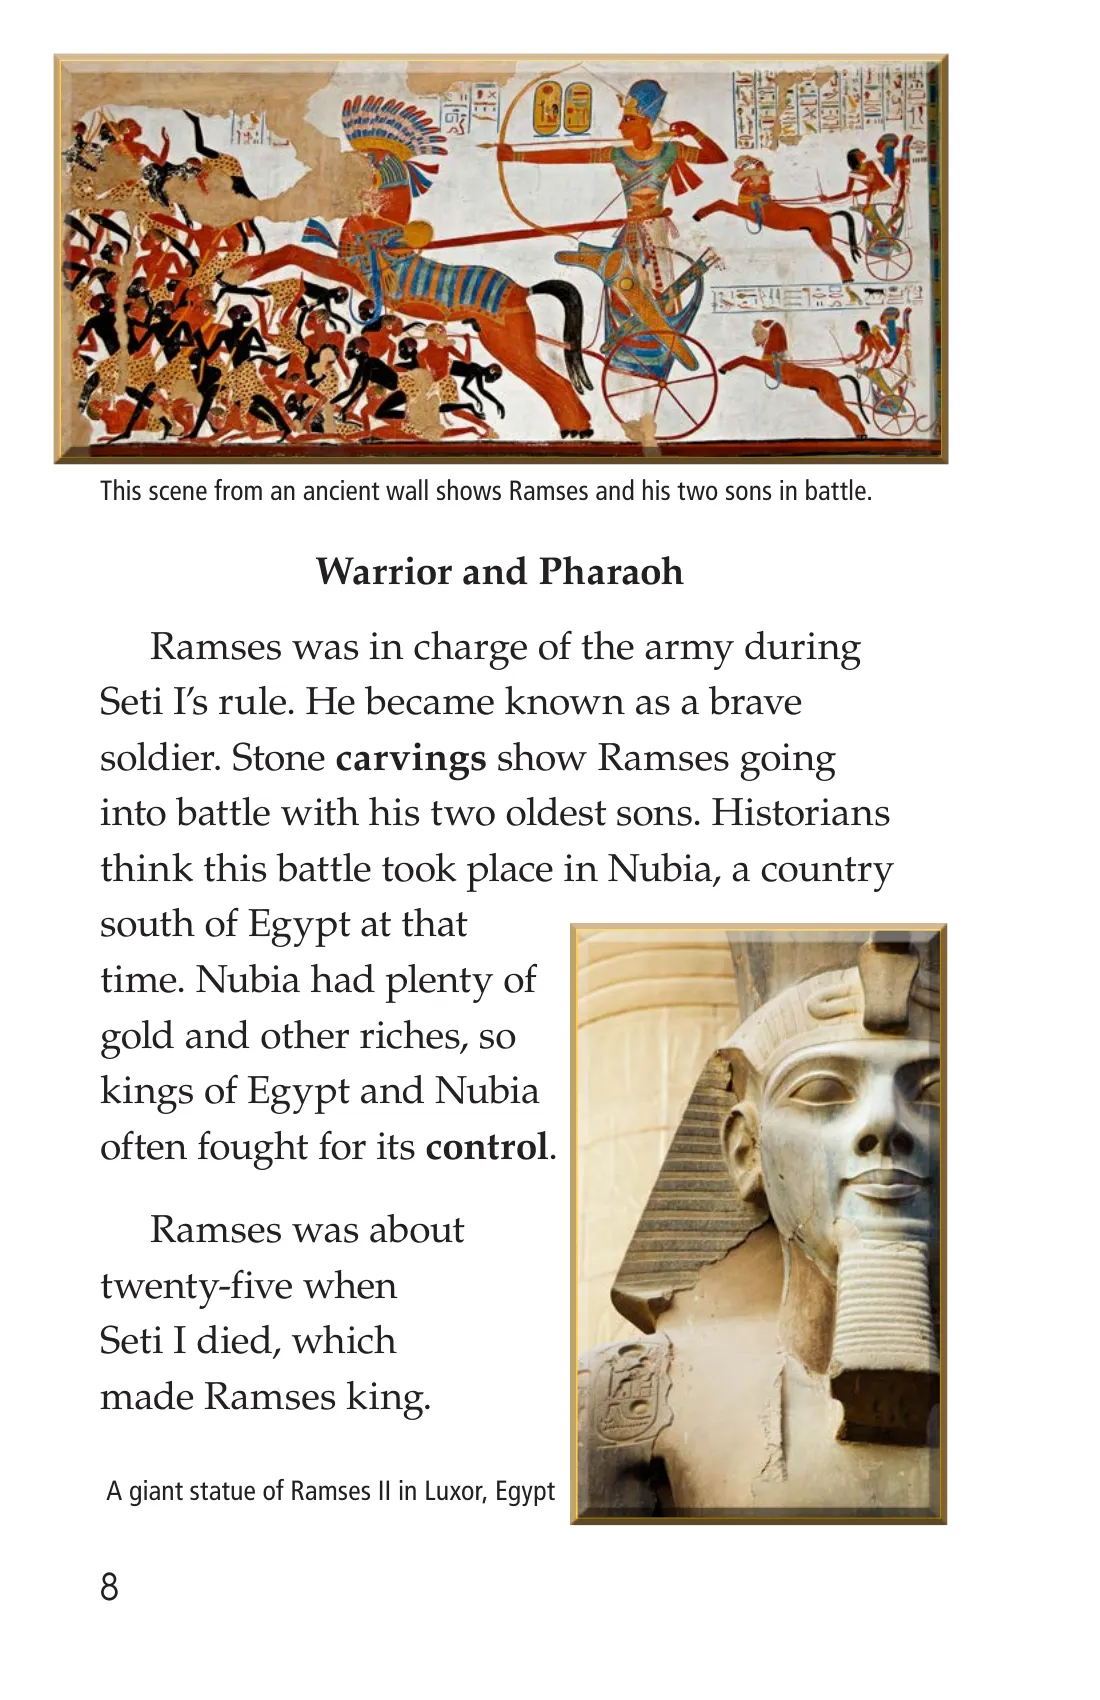 This scene from an ancient wall shows Ramses and his two sons in battle.
Warrior and Pharaoh
Ramses was in charge of the army during
Seti I’s rule. He became known as a brave
soldier. Stone carvings show Ramses going
into battle with his two oldest sons. Historians
think this battle took place in Nubia, a country
south of Egypt at that
time. Nubia had plenty of
gold and other riches, so
kings of Egypt and Nubia
often fought for its control.
Ramses was about
twenty-five when
Seti I died, which
made Ramses king.
A giant statue of Ramses II in Luxor, Egypt
8